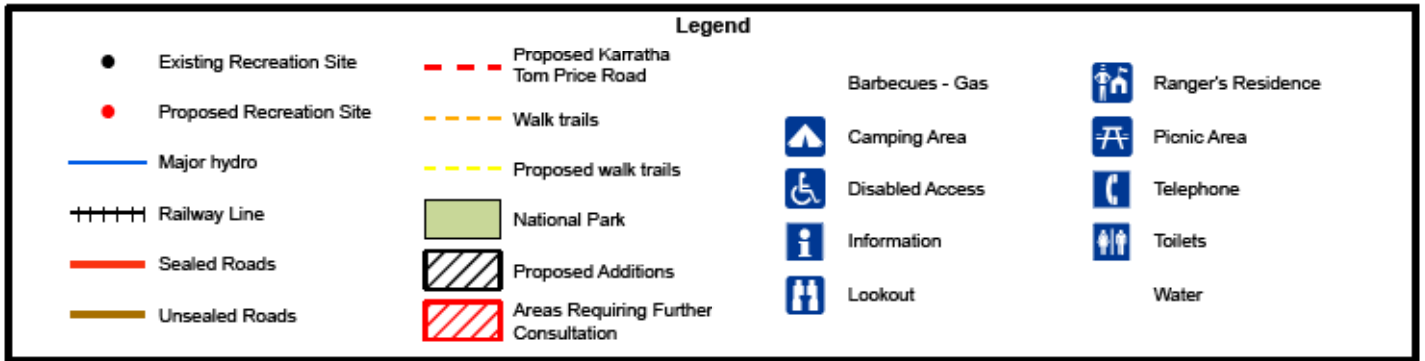 Legend
Existing Recreation Site
Proposed Recreation Site
Major hydro
Railway Line
Sealed Roads
Unsealed Roads
Proposed Karratha
Tom Price Road
Walk trails
Proposed walk trails
National Park
Proposed Additions
Areas Requiring Further
Consultation
Barbecues - Gas
Camping Area
Disabled Access
Information
Lookout
Ranger's Residence
Picnic Area
Telephone
Toilets
Water